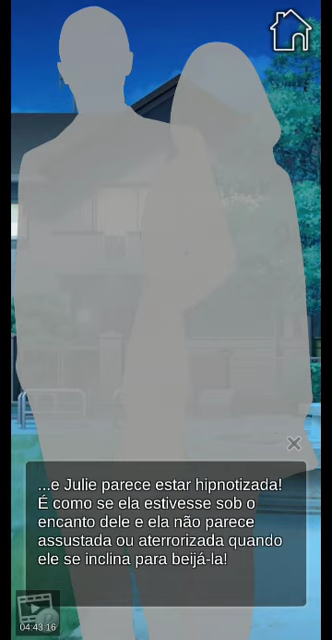 ...e Julie parece estar hipnotizada!
É como se ela estivesse sob o
encanto dele e ela não parece
assustada ou aterrorizada quando
ele se inclina para beijá-la!
04:43:16